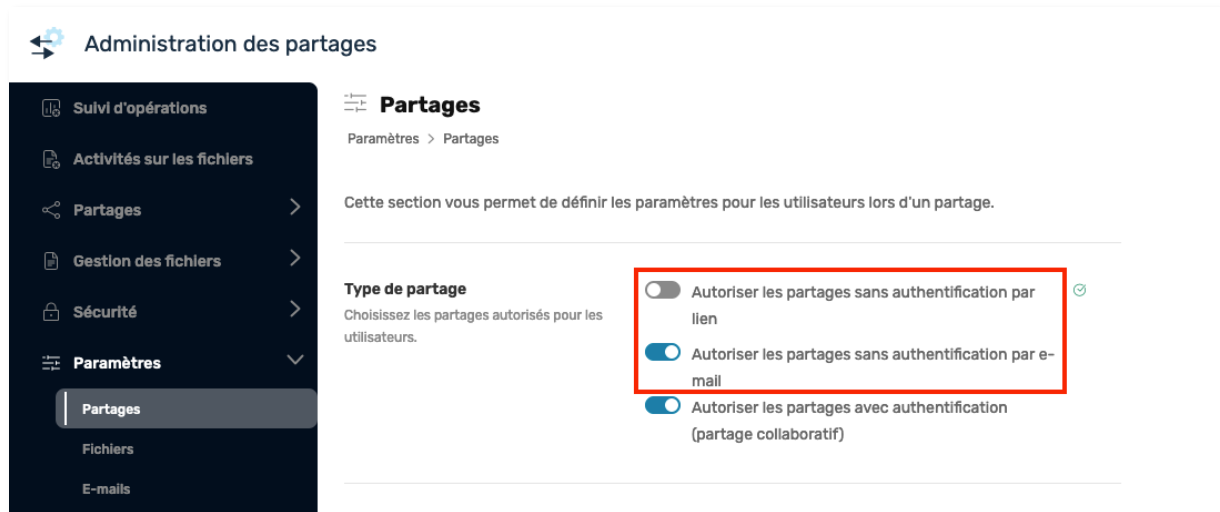 Administration des partages
Suivi d'opérations
Activités sur les fichiers
Partages
Gestion des fichiers
Sécurité
Paramètres
Partages
Fichiers
E-mails
Partages
Paramètres > Partages
Cette section vous permet de définir les paramètres pour les utilisateurs lors d'un partage.
Type de partage
Choisissez les partages autorisés pour les
utilisateurs.
Autoriser les partages sans authentification par
lien
Autoriser les partages sans authentification par e-
mail
Autoriser les partages avec authentification
(partage collaboratif)